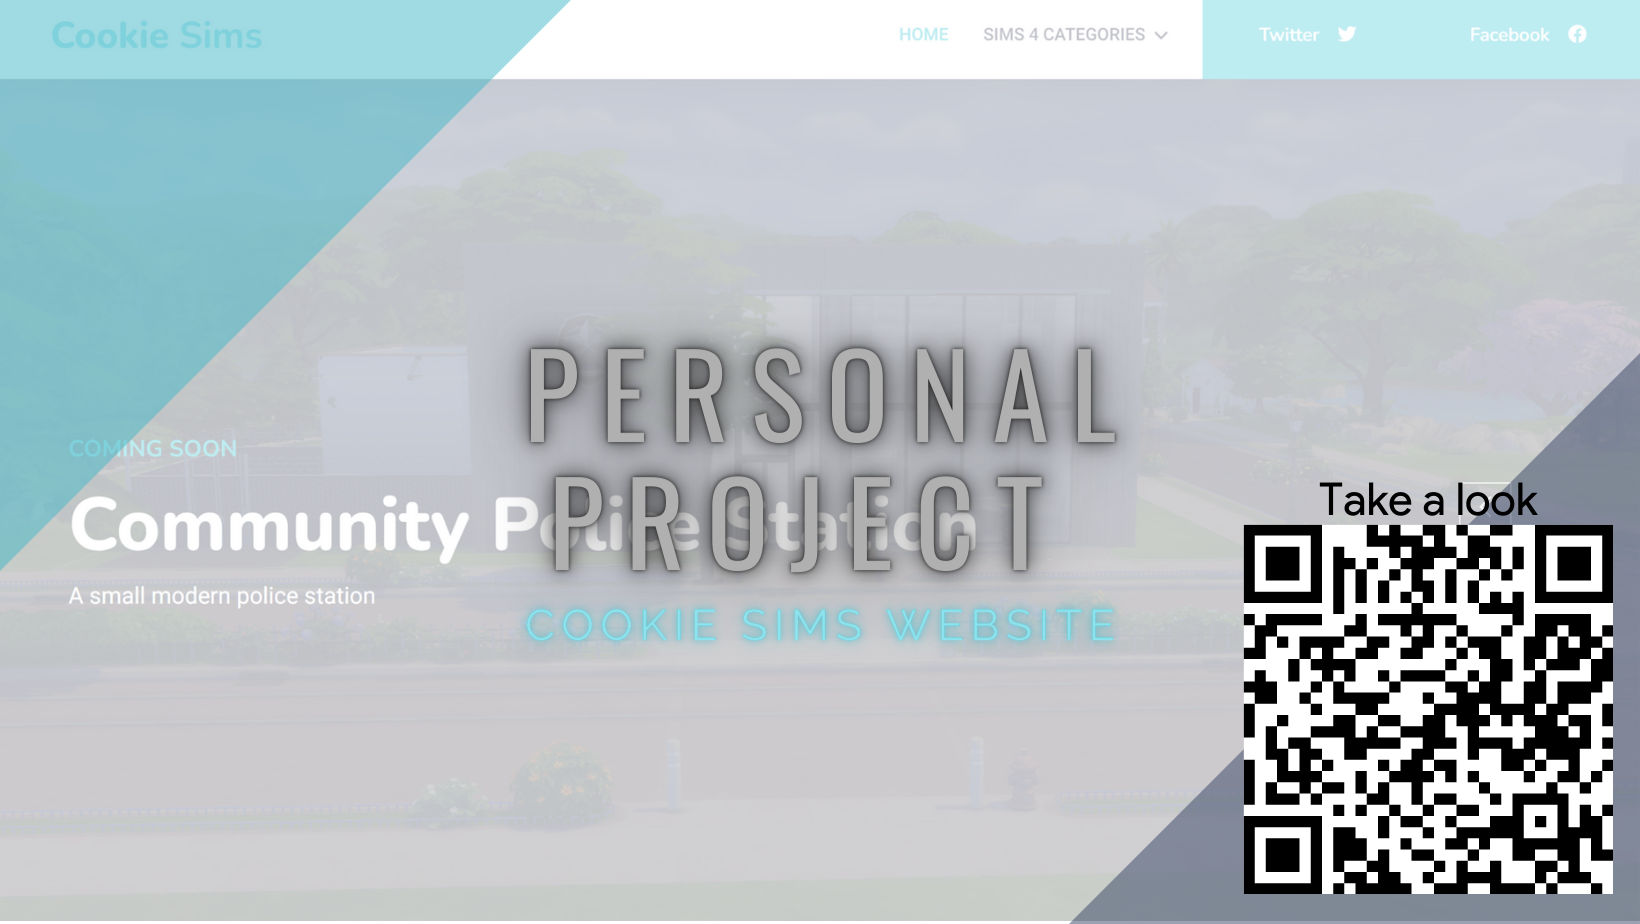 Cookie Sims
HOME SIMS 4 CATEGORIES Twitter Facebook
PERSONAL
PROJECT
COOKIE SIMS WEBSITE
COMING SOON
Community Police Station
A small modern police station
Take a look